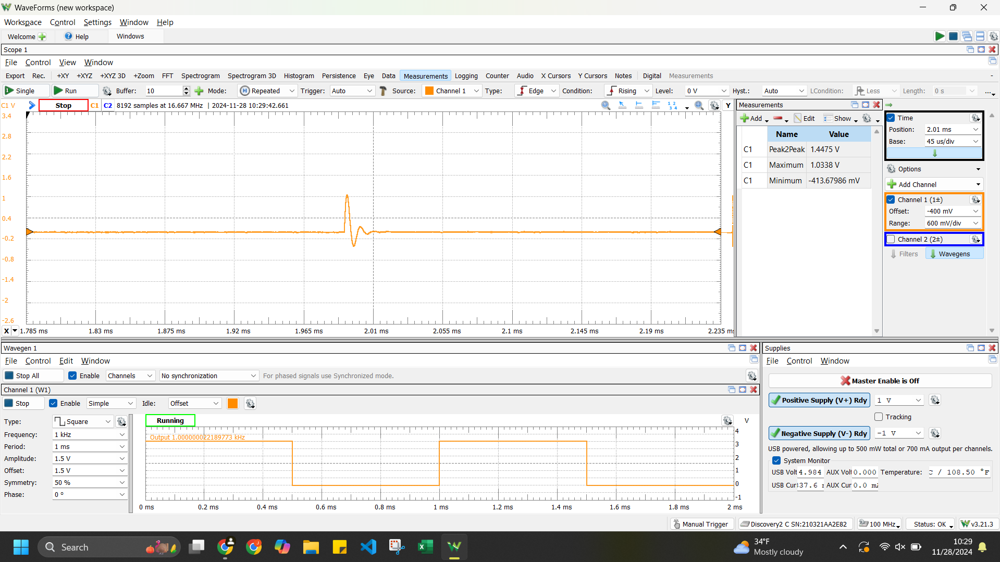 WaveForms (new workspace)
Workspace Control Settings Window Help
Welcome Help Windows
Scope 1
File Control View Window
Export Rec. +XY +XYZ +XYZ 3D +Zoom FFT Spectrogram Spectrogram 3D Histogram Persistence Eye Data Measurements Logging Counter Audio X Cursors Y Cursors Notes Digital Measurements
Single Run Buffer: 10 Mode: Repeated Trigger: Auto Source: Channel 1 Type: Edge Condition: Rising Level: 0 V Hyst.: Auto LCondition: Less Length: 0 s ...
C1 V Stop C1 C2 8192 samples at 16.667 MHz | 2024-11-28 10:29:42.661 Y
3.4
2.8
2.2
1.6
1
0.4
-0.2
-0.8
-1.4
-2
-2.6
X 1.785 ms 1.83 ms 1.875 ms 1.92 ms 1.965 ms 2.01 ms 2.055 ms 2.1 ms 2.145 ms 2.19 ms 2.235 ms
Measurements
Add Edit Show
Name Value
C1 Peak2Peak 1.4475 V
C1 Maximum 1.0338 V
C1 Minimum -413.67986 mV
Time
Position: 2.01 ms
Base: 45 us/div
Options
Add Channel
Channel 1 (1±)
Offset: -400 mV
Range: 600 mV/div
Channel 2 (2±)
Filters Wavegens
Wavegen 1
File Control Edit Window
Stop All Enable Channels No synchronization For phased signals use Synchronized mode.
Channel 1 (W1)
Stop Enable Simple Idle: Offset
Type: Square
Frequency: 1 kHz
Period: 1 ms
Amplitude: 1.5 V
Offset: 1.5 V
Symmetry: 50 %
Phase: 0 º
Running V
Output 1.000000022189773 kHz
4
3
2
1
0
-1
0 ms 0.2 ms 0.4 ms 0.6 ms 0.8 ms 1 ms 1.2 ms 1.4 ms 1.6 ms 1.8 ms 2 ms
Supplies
File Control Window
Master Enable is Off
Positive Supply (V+) Rdy 1 V
Tracking
Negative Supply (V-) Rdy -1 V
USB powered, allowing up to 500 mW total or 700 mA output per channels.
System Monitor
USB Volt 4.984 AUX Volt 0.000 Temperature: C / 108.50 °F
USB Cur 37.6 AUX Cur 0.0
Manual Trigger Discovery2 C SN:210321AA2E82 100 MHz Status: OK v3.21.3
Search
34°F
Mostly cloudy
10:29
11/28/2024